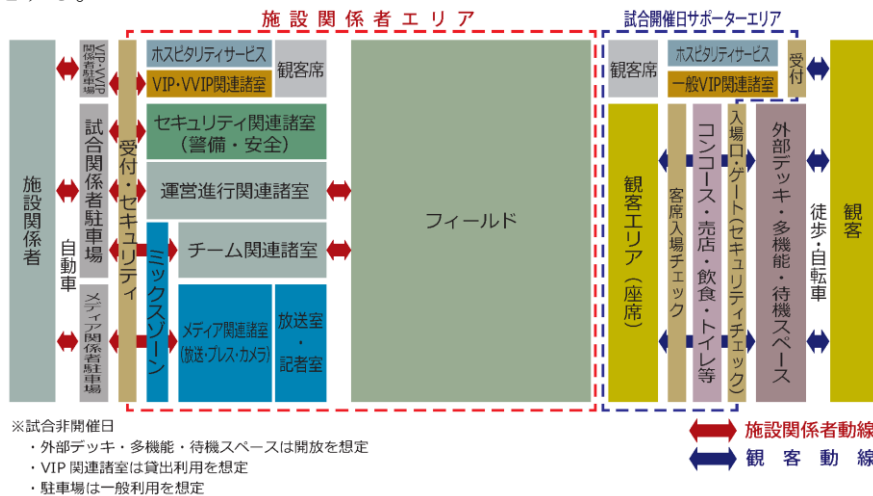 とする。
施設関係者エリア
試合開催日サポーターエリア
施設関係者
自動車
VIP・VVIP
関係者駐車場
試合関係者駐車場
メディア関係者駐車場
受付・セキュリティ
ホスピタリティサービス
VIP・VVIP関連諸室
観客席
セキュリティ関連諸室
(警備・安全)
運営進行関連諸室
ミックスゾーン
チーム関連諸室
メディア関連諸室
(放送・プレス・カメラ)
放送室
・
記者室
フィールド
観客席
ホスピタリティサービス
一般VIP関連諸室
受付
観客エリア(座席)
客席入場チェック
コンコース・売店・飲食・トイレ等
入場口・ゲート(セキュリティチェック)
外部デッキ・多機能・待機スペース
徒歩・自転車
観客
※試合非開催日
・外部デッキ・多機能・待機スペースは開放を想定
・VIP 関連諸室は貸出利用を想定
・駐車場は一般利用を想定
施設関係者動線
観客動線